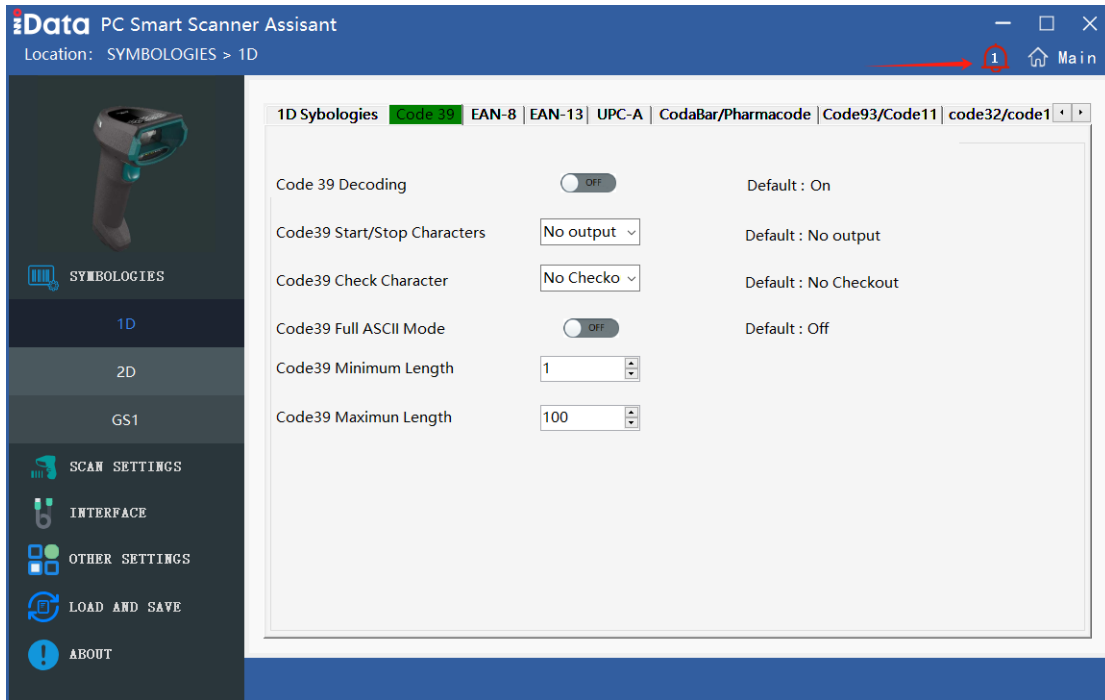 iData PC Smart Scanner Assisant
Location: SYMBOLOGIES > 1D
1 Main
1D Sybologies Code 39 EAN-8 EAN-13 UPC-A CodaBar/Pharmacode Code93/Code11 code32/code1
Code 39 Decoding OFF Default : On
Code39 Start/Stop Characters No output Default : No output
Code39 Check Character No Checko Default : No Checkout
Code39 Full ASCII Mode OFF Default : Off
Code39 Minimum Length 1
Code39 Maximun Length 100
SYMBOLOGIES
1D
2D
GS1
SCAN SETTINGS
INTERFACE
OTHER SETTINGS
LOAD AND SAVE
ABOUT